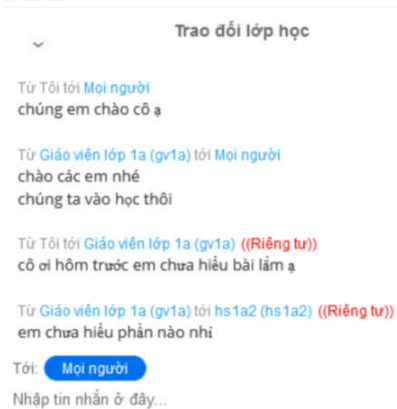 Trao đổi lớp học
Từ Tôi tới Mọi người
chúng em chào cô ạ
Từ Giáo viên lớp 1a (gv1a) tới Mọi người
chào các em nhé
chúng ta vào học thôi
Từ Tôi tới Giáo viên lớp 1a (gv1a) ((Riêng tư))
cô ơi hôm trước em chưa hiểu bài lắm ạ
Từ Giáo viên lớp 1a (gv1a) tới hs1a2 (hs1a2) ((Riêng tư))
em chưa hiểu phần nào nhỉ
Tới: Mọi người
Nhập tin nhắn ở đây...